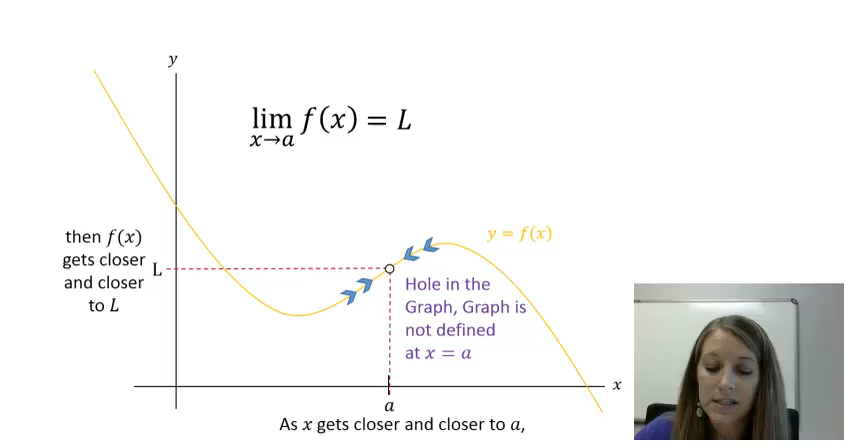 y
lim f(x) = L
x→a
y = f(x)
then f(x)
gets closer
and closer
to L
L
Hole in the
Graph, Graph is
not defined
at x = a
x
a
As x gets closer and closer to a,